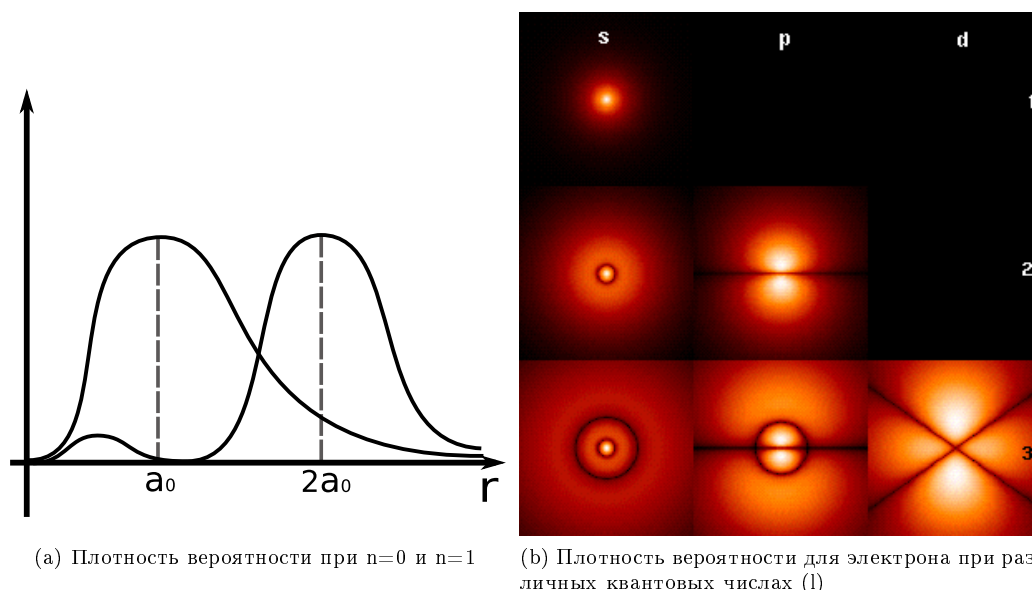 s p d
1
2
3
a₀ 2a₀ r
(a) Плотность вероятности при n=0 и n=1
(b) Плотность вероятности для электрона при раз
личных квантовых числах (l)